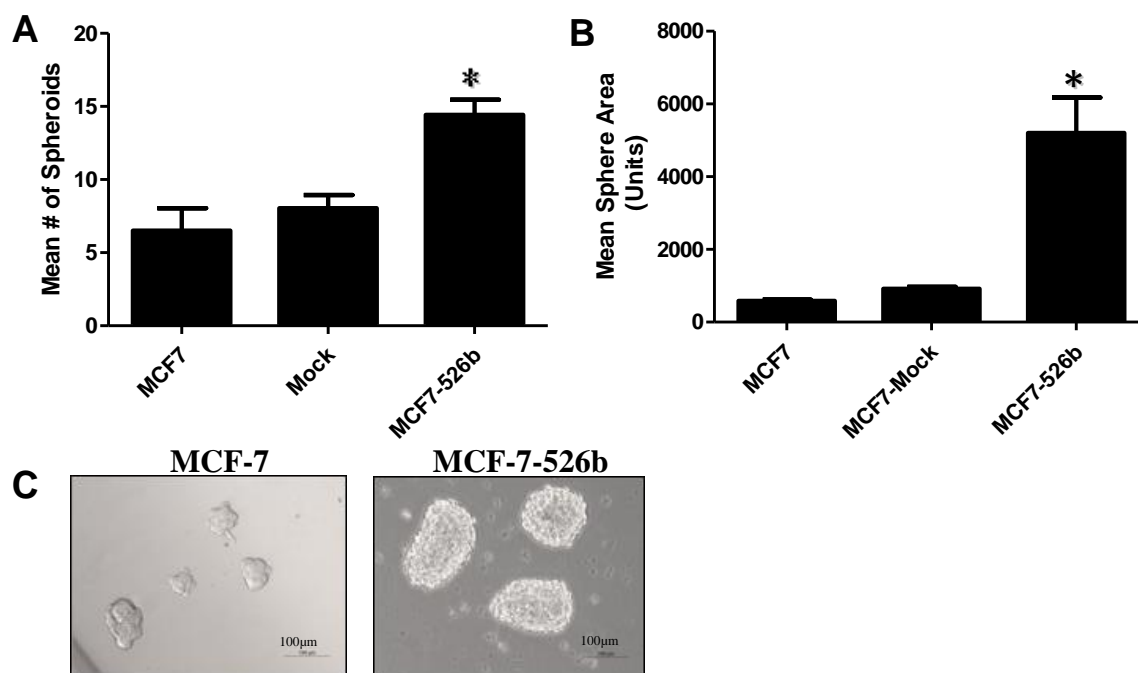 A
Mean # of Spheroids
20
15
10
5
0
*
MCF7
Mock
MCF7-526b
B
Mean Sphere Area
(Units)
8000
6000
4000
2000
0
*
MCF7
MCF7-Mock
MCF7-526b
C
MCF-7
100µm
MCF-7-526b
100µm